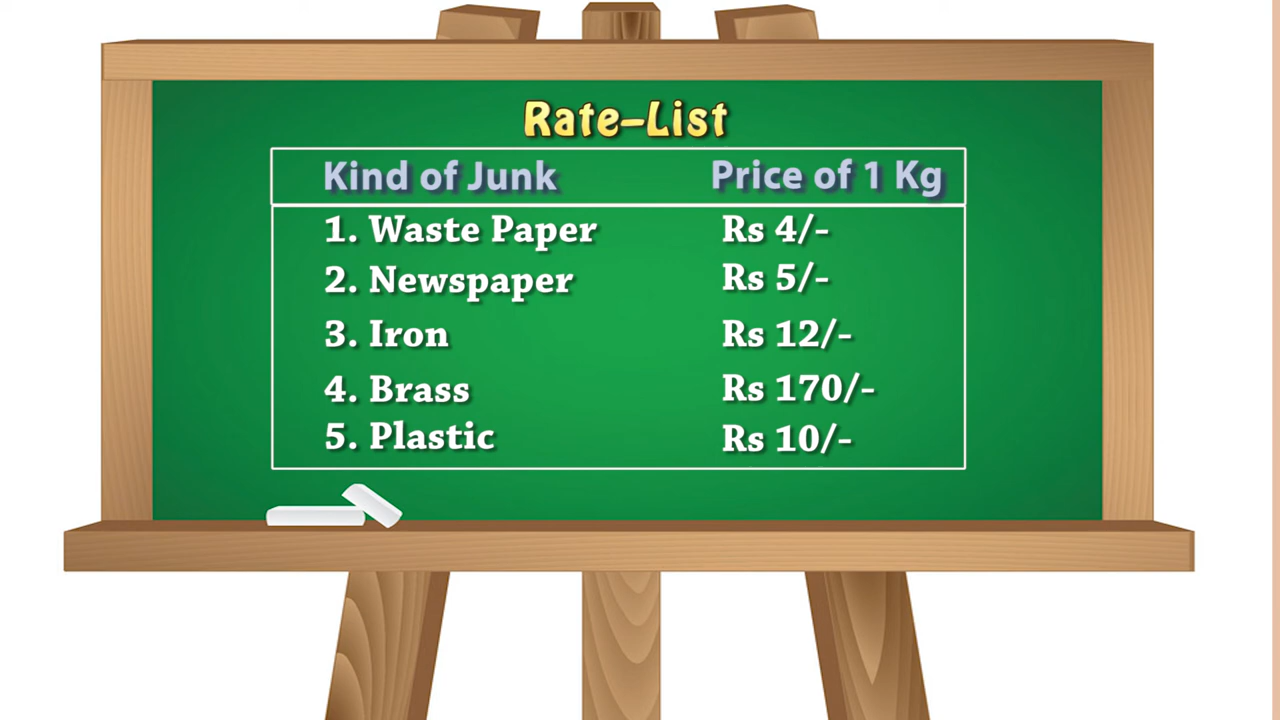 Rate-List
Kind of Junk Price of 1 Kg
1. Waste Paper Rs 4/-
2. Newspaper Rs 5/-
3. Iron Rs 12/-
4. Brass Rs 170/-
5. Plastic Rs 10/-